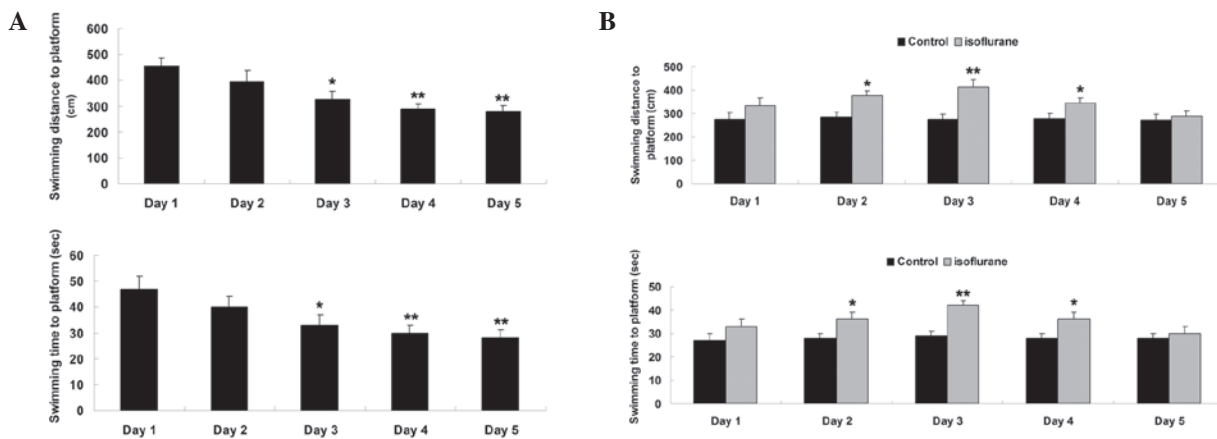 A
Swimming distance to platform
(cm)
600
500
400
300
200
100
0
*
**
**
Day 1 Day 2 Day 3 Day 4 Day 5
Swimming time to platform (sec)
60
50
40
30
20
10
0
*
**
**
Day 1 Day 2 Day 3 Day 4 Day 5
B
Control isoflurane
Swimming distance to
platform (cm)
500
400
300
200
100
0
*
**
*
Day 1 Day 2 Day 3 Day 4 Day 5
Control isoflurane
Swimming time to platform (sec)
50
40
30
20
10
0
*
**
*
Day 1 Day 2 Day 3 Day 4 Day 5